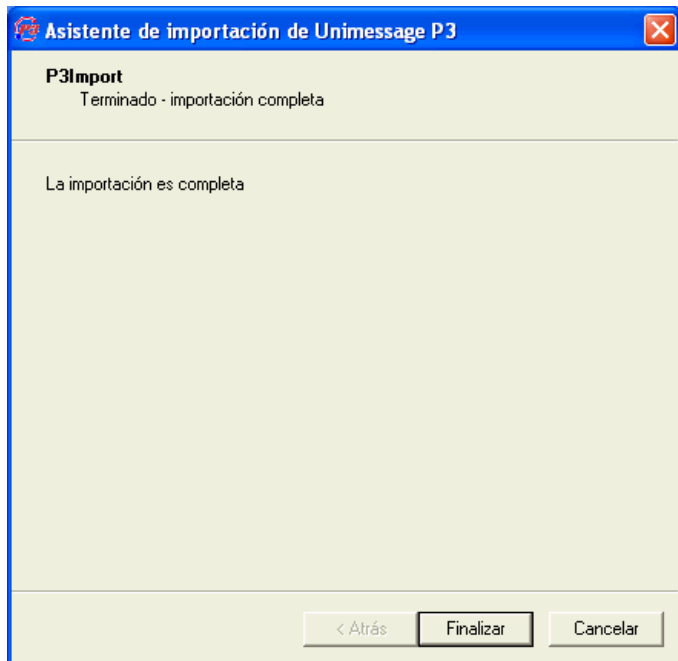 Asistente de importación de Unimessage P3
P3Import
Terminado - importación completa
La importación es completa
< Atrás Finalizar Cancelar